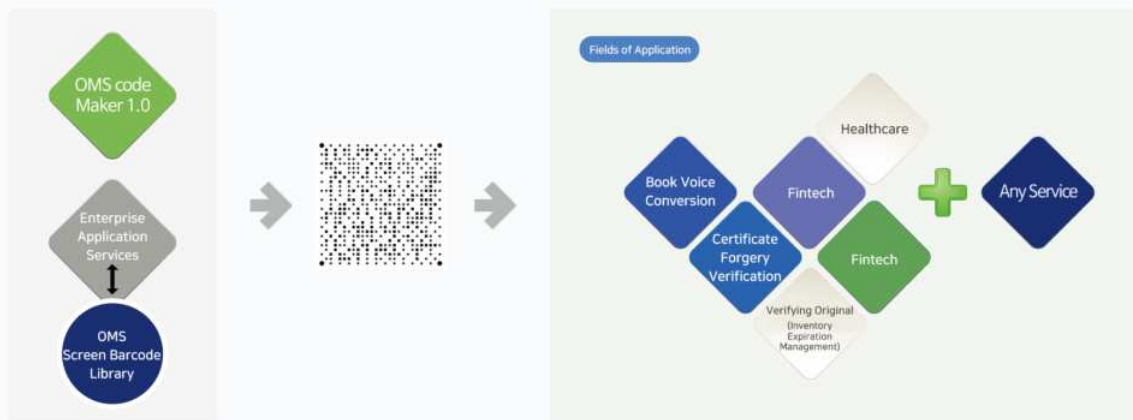 OMS code
Maker 1.0
Enterprise
Application
Services
OMS
Screen Barcode
Library
Fields of Application
Healthcare
Book Voice
Conversion
Fintech
Any Service
Certificate
Forgery
Verification
Fintech
Verifying Original
(Inventory
Expiration
Management)